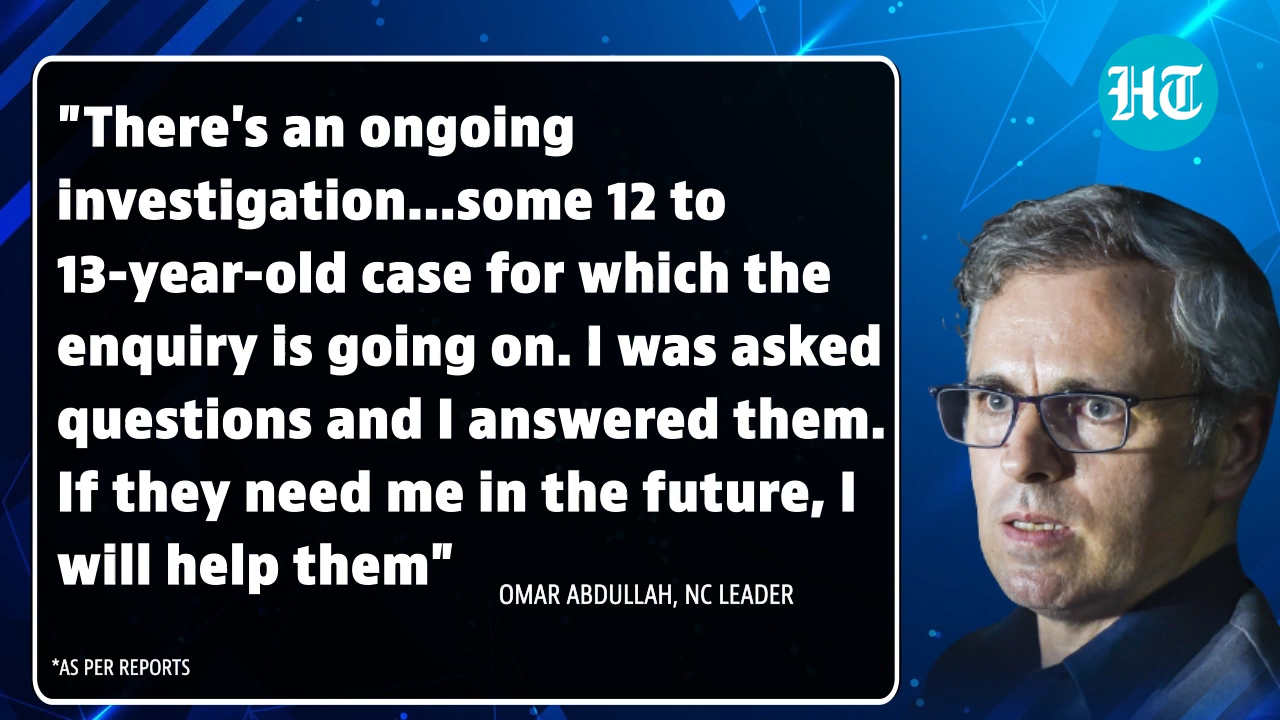 "There's an ongoing
investigation...some 12 to
13-year-old case for which the
enquiry is going on. I was asked
questions and I answered them.
If they need me in the future, I
will help them"
OMAR ABDULLAH, NC LEADER
*AS PER REPORTS
HT